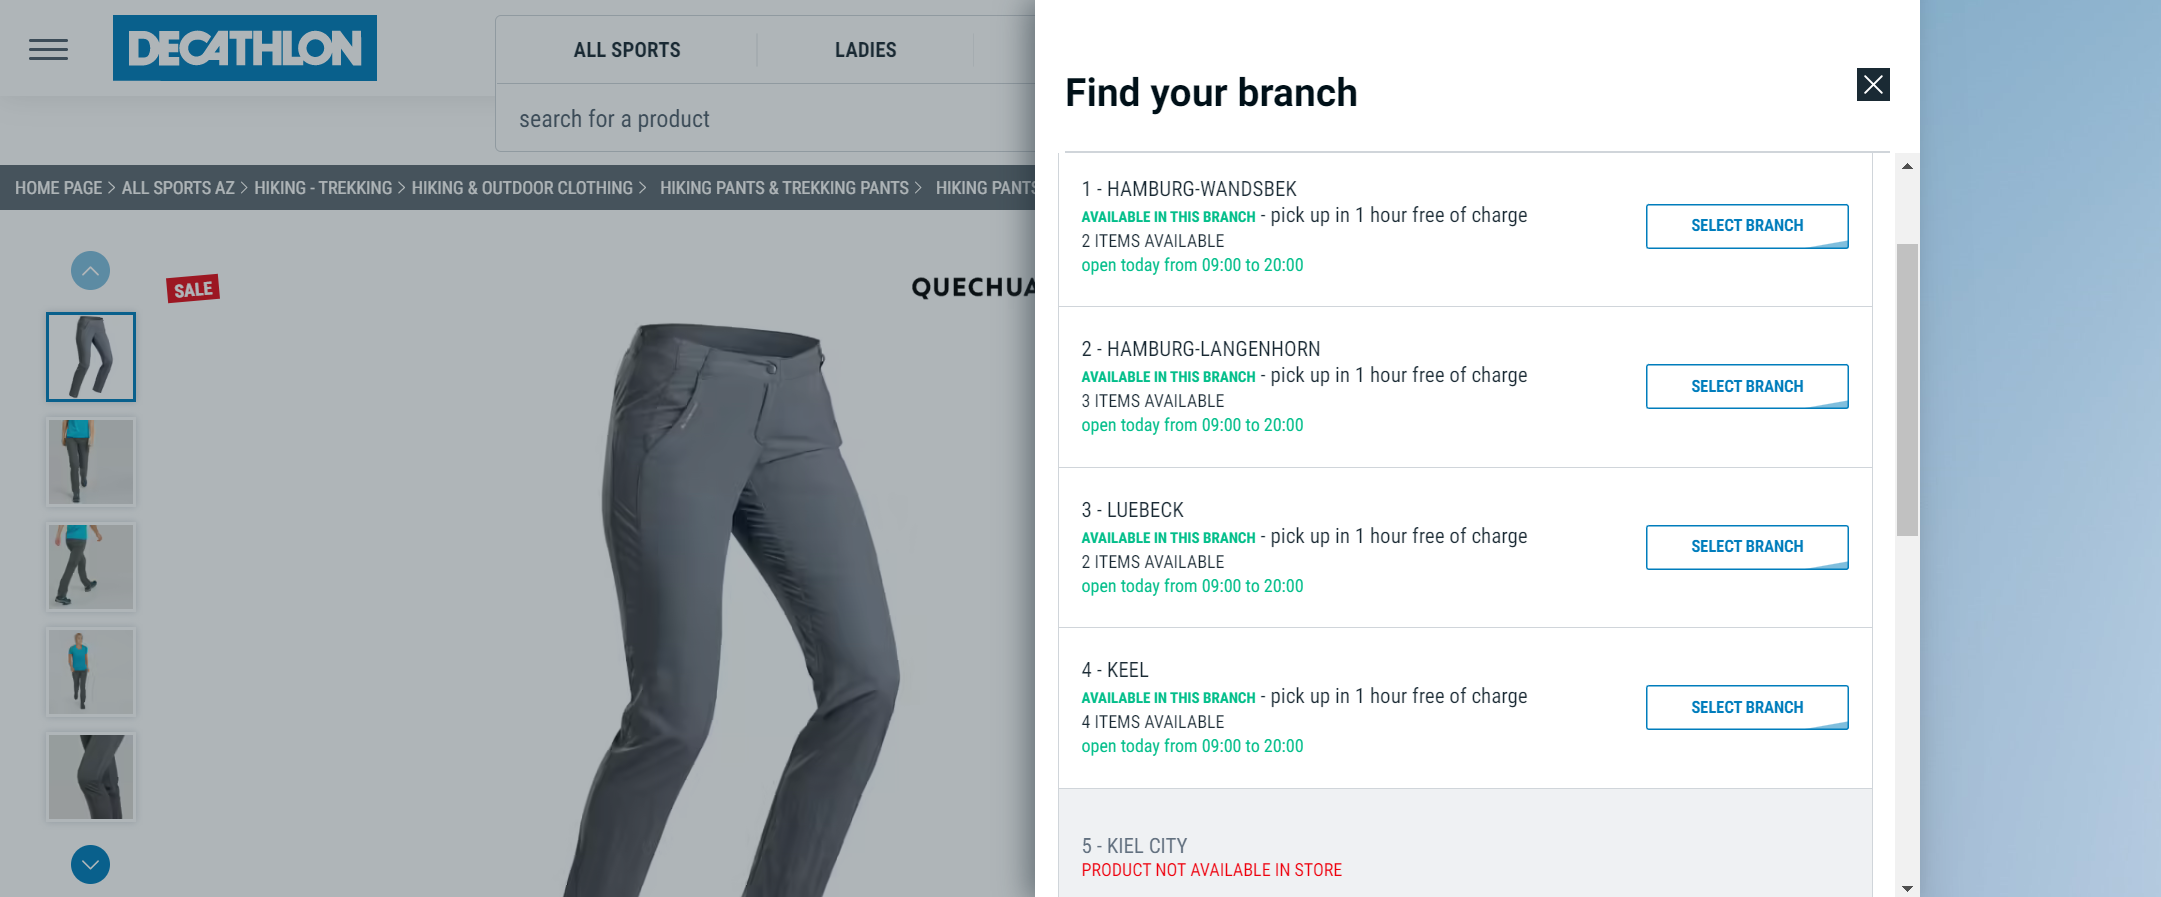 DECATHLON
ALL SPORTS
LADIES
search for a product
HOME PAGE > ALL SPORTS AZ > HIKING - TREKKING > HIKING & OUTDOOR CLOTHING > HIKING PANTS & TREKKING PANTS > HIKING PANTS
SALE
QUECHUA
Find your branch
1 - HAMBURG-WANDSBEK
AVAILABLE IN THIS BRANCH - pick up in 1 hour free of charge
2 ITEMS AVAILABLE
open today from 09:00 to 20:00
SELECT BRANCH
2 - HAMBURG-LANGENHORN
AVAILABLE IN THIS BRANCH - pick up in 1 hour free of charge
3 ITEMS AVAILABLE
open today from 09:00 to 20:00
SELECT BRANCH
3 - LUEBECK
AVAILABLE IN THIS BRANCH - pick up in 1 hour free of charge
2 ITEMS AVAILABLE
open today from 09:00 to 20:00
SELECT BRANCH
4 - KEEL
AVAILABLE IN THIS BRANCH - pick up in 1 hour free of charge
4 ITEMS AVAILABLE
open today from 09:00 to 20:00
SELECT BRANCH
5 - KIEL CITY
PRODUCT NOT AVAILABLE IN STORE